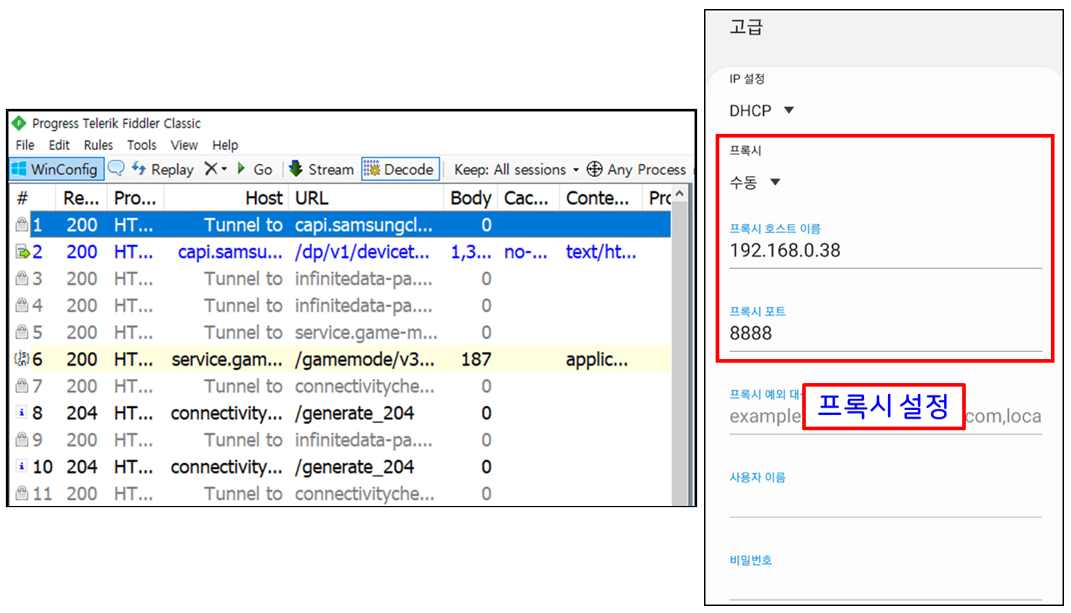 Progress Telerik Fiddler Classic
File Edit Rules Tools View Help
WinConfig Replay Go Stream Decode Keep: All sessions Any Process
# Re... Pro... Host URL Body Cac... Conte... Prc
1 200 HT... Tunnel to capi.samsungcl... 0
2 200 HT... capi.samsu... /dp/v1/devicet... 1,3... no-... text/ht...
3 200 HT... Tunnel to infinitedata-pa.... 0
4 200 HT... Tunnel to infinitedata-pa.... 0
5 200 HT... Tunnel to service.game-m... 0
6 200 HT... service.gam... /gamemode/v3... 187 applic...
7 200 HT... Tunnel to connectivityche... 0
8 204 HT... connectivity... /generate_204 0
9 200 HT... Tunnel to infinitedata-pa.... 0
10 204 HT... connectivity... /generate_204 0
11 200 HT... Tunnel to connectivityche... 0
고급
IP 설정
DHCP
프록시
수동
프록시 호스트 이름
192.168.0.38
프록시 포트
8888
프록시 예외 대
프록시 설정
example com,loca
사용자 이름
비밀번호